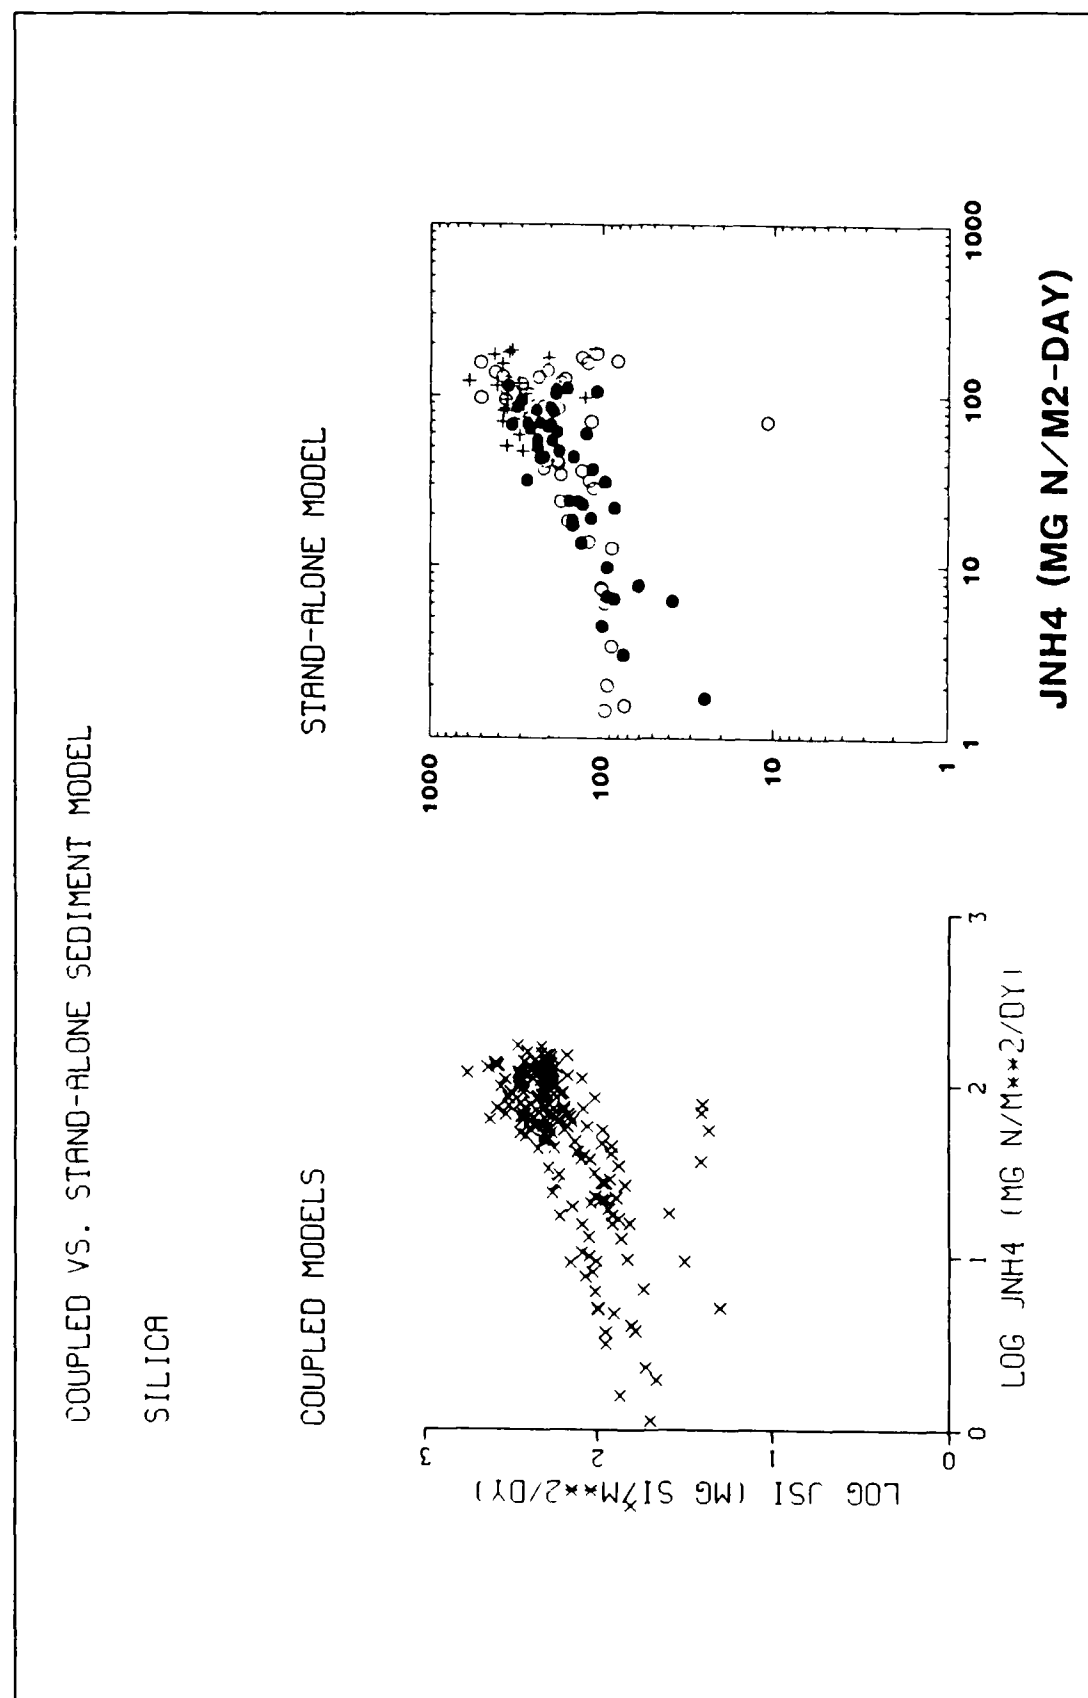 COUPLED VS. STAND-ALONE SEDIMENT MODEL
SILICA
COUPLED MODELS
3
2
1
0
LOG JSI (MG SI/M**2/DY)
0
1
2
3
LOG JNH4 (MG N/M**2/DY)
STAND-ALONE MODEL
1000
100
10
1
1
10
100
1000
JNH4 (MG N/M2-DAY)